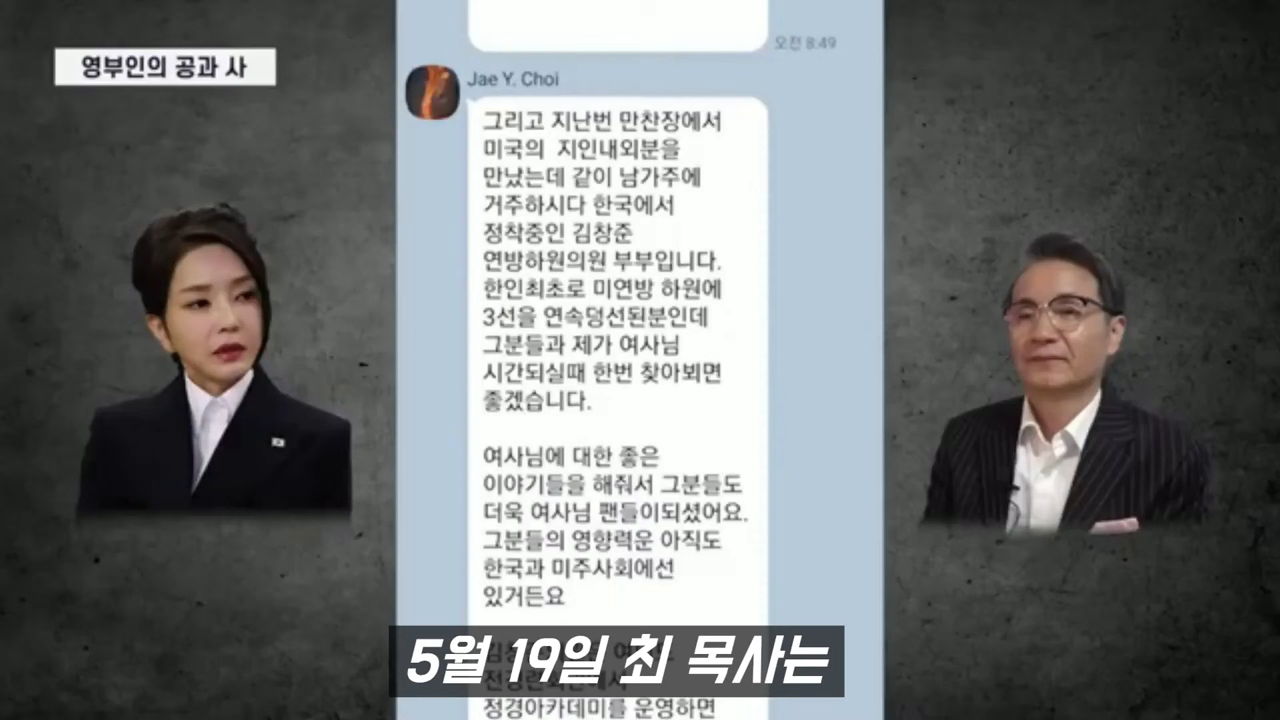 영부인의 공과 사
오전 8:49
Jae Y. Choi
그리고 지난번 만찬장에서
미국의 지인내외분을
만났는데 같이 남가주에
거주하시다 한국에서
정착중인 김창준
연방하원의원 부부입니다.
한인최초로 미연방 하원에
3선을 연속덩선된분인데
그분들과 제가 여사님
시간되실때 한번 찾아뵈면
좋겠습니다.
여사님에 대한 좋은
이야기들을 해줘서 그분들도
더욱 여사님 팬들이되셨어요.
그분들의 영향력운 아직도
한국과 미주사회에선
있거든요
5월 19일 최 목사는
정경아카데미를 운영하면